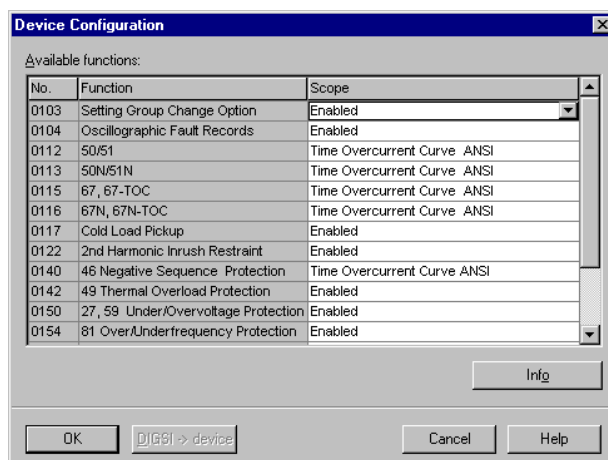 Device Configuration
Available functions:
No. Function Scope
0103 Setting Group Change Option Enabled
0104 Oscillographic Fault Records Enabled
0112 50/51 Time Overcurrent Curve ANSI
0113 50N/51N Time Overcurrent Curve ANSI
0115 67, 67-TOC Time Overcurrent Curve ANSI
0116 67N, 67N-TOC Time Overcurrent Curve ANSI
0117 Cold Load Pickup Enabled
0122 2nd Harmonic Inrush Restraint Enabled
0140 46 Negative Sequence Protection Time Overcurrent Curve ANSI
0142 49 Thermal Overload Protection Enabled
0150 27, 59 Under/Overvoltage Protection Enabled
0154 81 Over/Underfrequency Protection Enabled
Info
OK DIGSI -> device Cancel Help